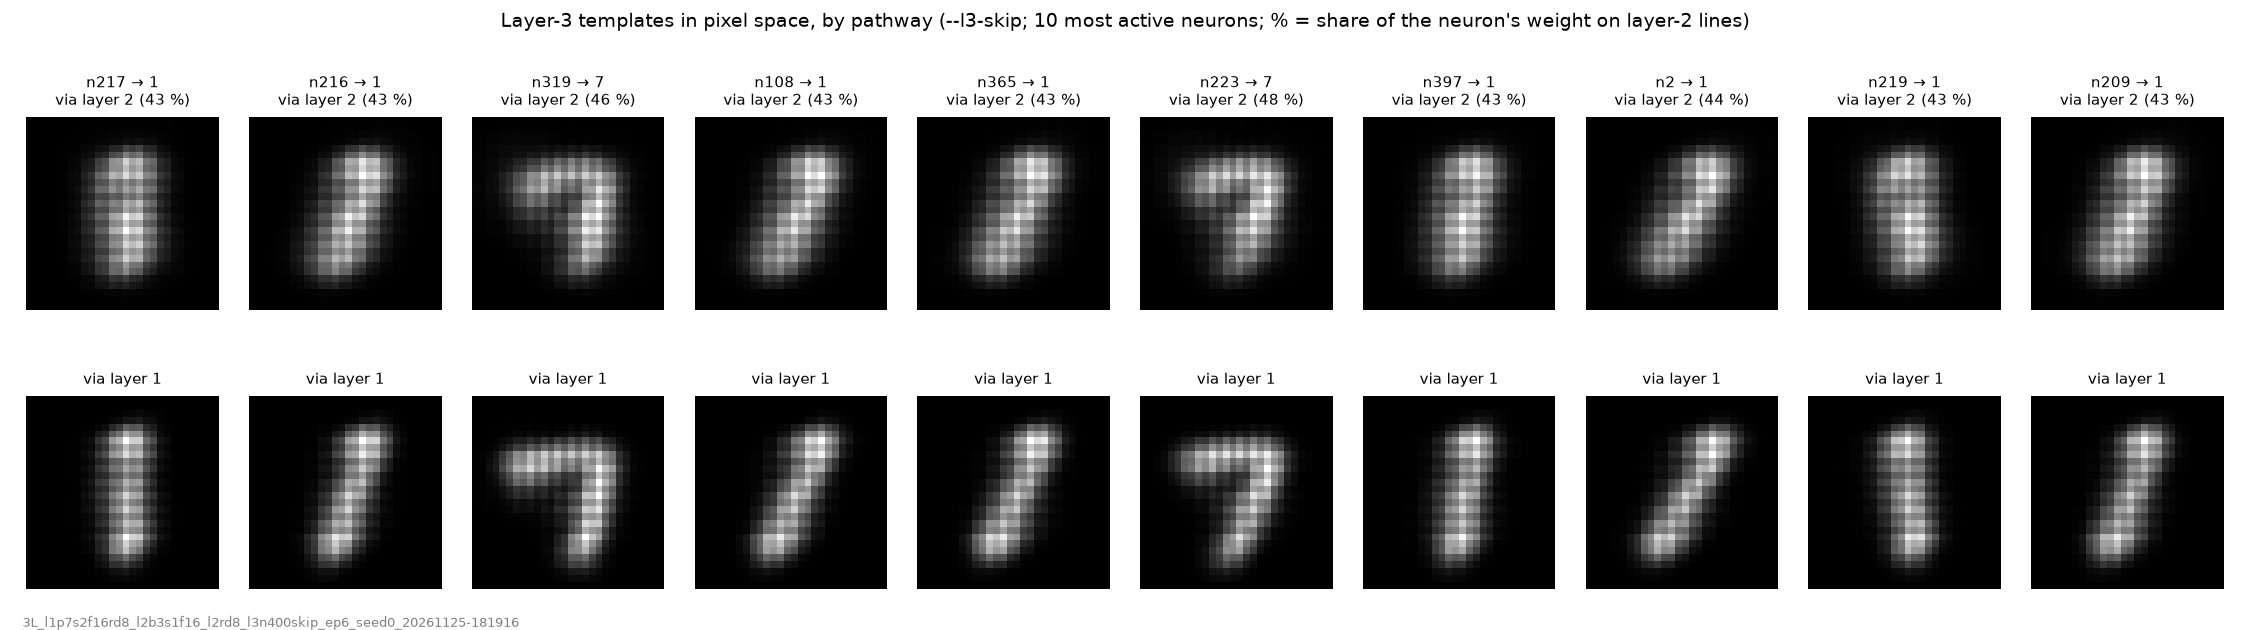 Layer-3 templates in pixel space, by pathway (--l3-skip; 10 most active neurons; % = share of the neuron's weight on layer-2 lines)
n217 → 1
via layer 2 (43 %)
n216 → 1
via layer 2 (43 %)
n319 → 7
via layer 2 (46 %)
n108 → 1
via layer 2 (43 %)
n365 → 1
via layer 2 (43 %)
n223 → 7
via layer 2 (48 %)
n397 → 1
via layer 2 (43 %)
n2 → 1
via layer 2 (44 %)
n219 → 1
via layer 2 (43 %)
n209 → 1
via layer 2 (43 %)
via layer 1
via layer 1
via layer 1
via layer 1
via layer 1
via layer 1
via layer 1
via layer 1
via layer 1
via layer 1
3L_l1p7s2f16rd8_l2b3s1f16_l2rd8_l3n400skip_ep6_seed0_20261125-181916